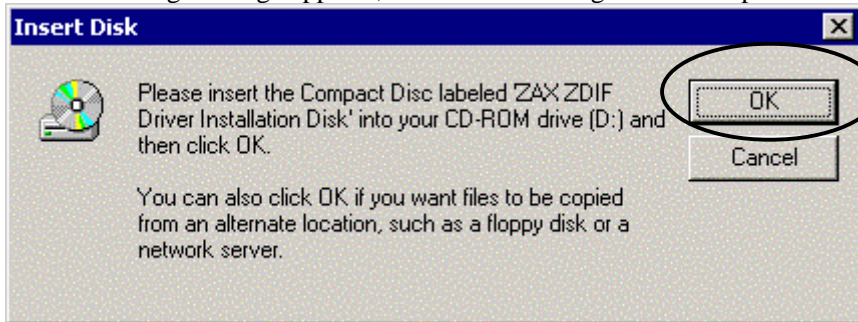 Insert Disk
Please insert the Compact Disc labeled 'ZAX ZDIF
Driver Installation Disk' into your CD-ROM drive (D:) and
then click OK.
You can also click OK if you want files to be copied
from an alternate location, such as a floppy disk or a
network server.
OK
Cancel